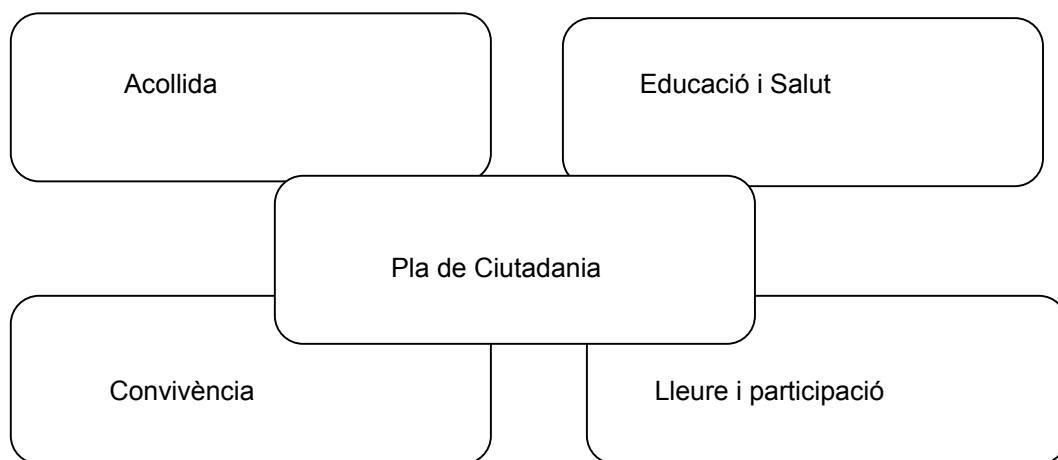 Acollida
Educació i Salut
Pla de Ciutadania
Convivència
Lleure i participació